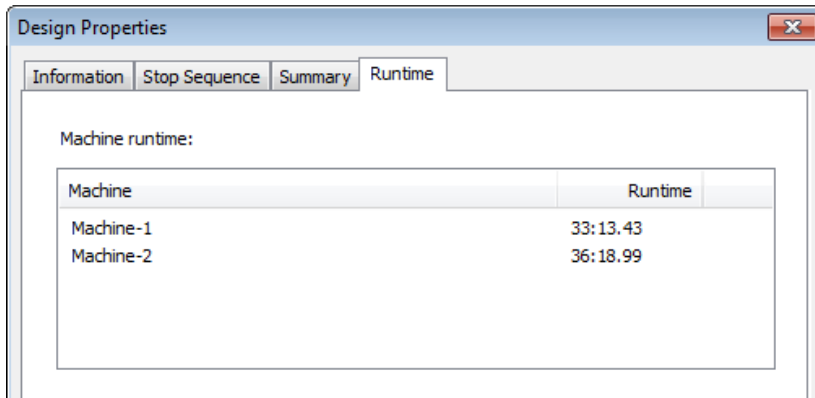 Design Properties
Information Stop Sequence Summary Runtime
Machine runtime:
Machine Runtime
Machine-1 33:13.43
Machine-2 36:18.99